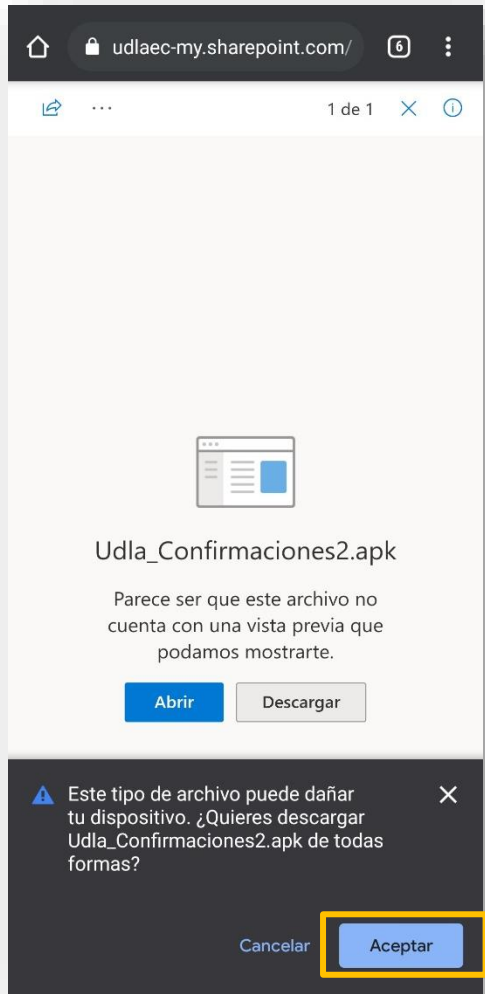 udlaec-my.sharepoint.com/ 6
... 1 de 1
Udla_Confirmaciones2.apk
Parece ser que este archivo no
cuenta con una vista previa que
podamos mostrarte.
Abrir Descargar
Este tipo de archivo puede dañar
tu dispositivo. ¿Quieres descargar
Udla_Confirmaciones2.apk de todas
formas?
Cancelar Aceptar